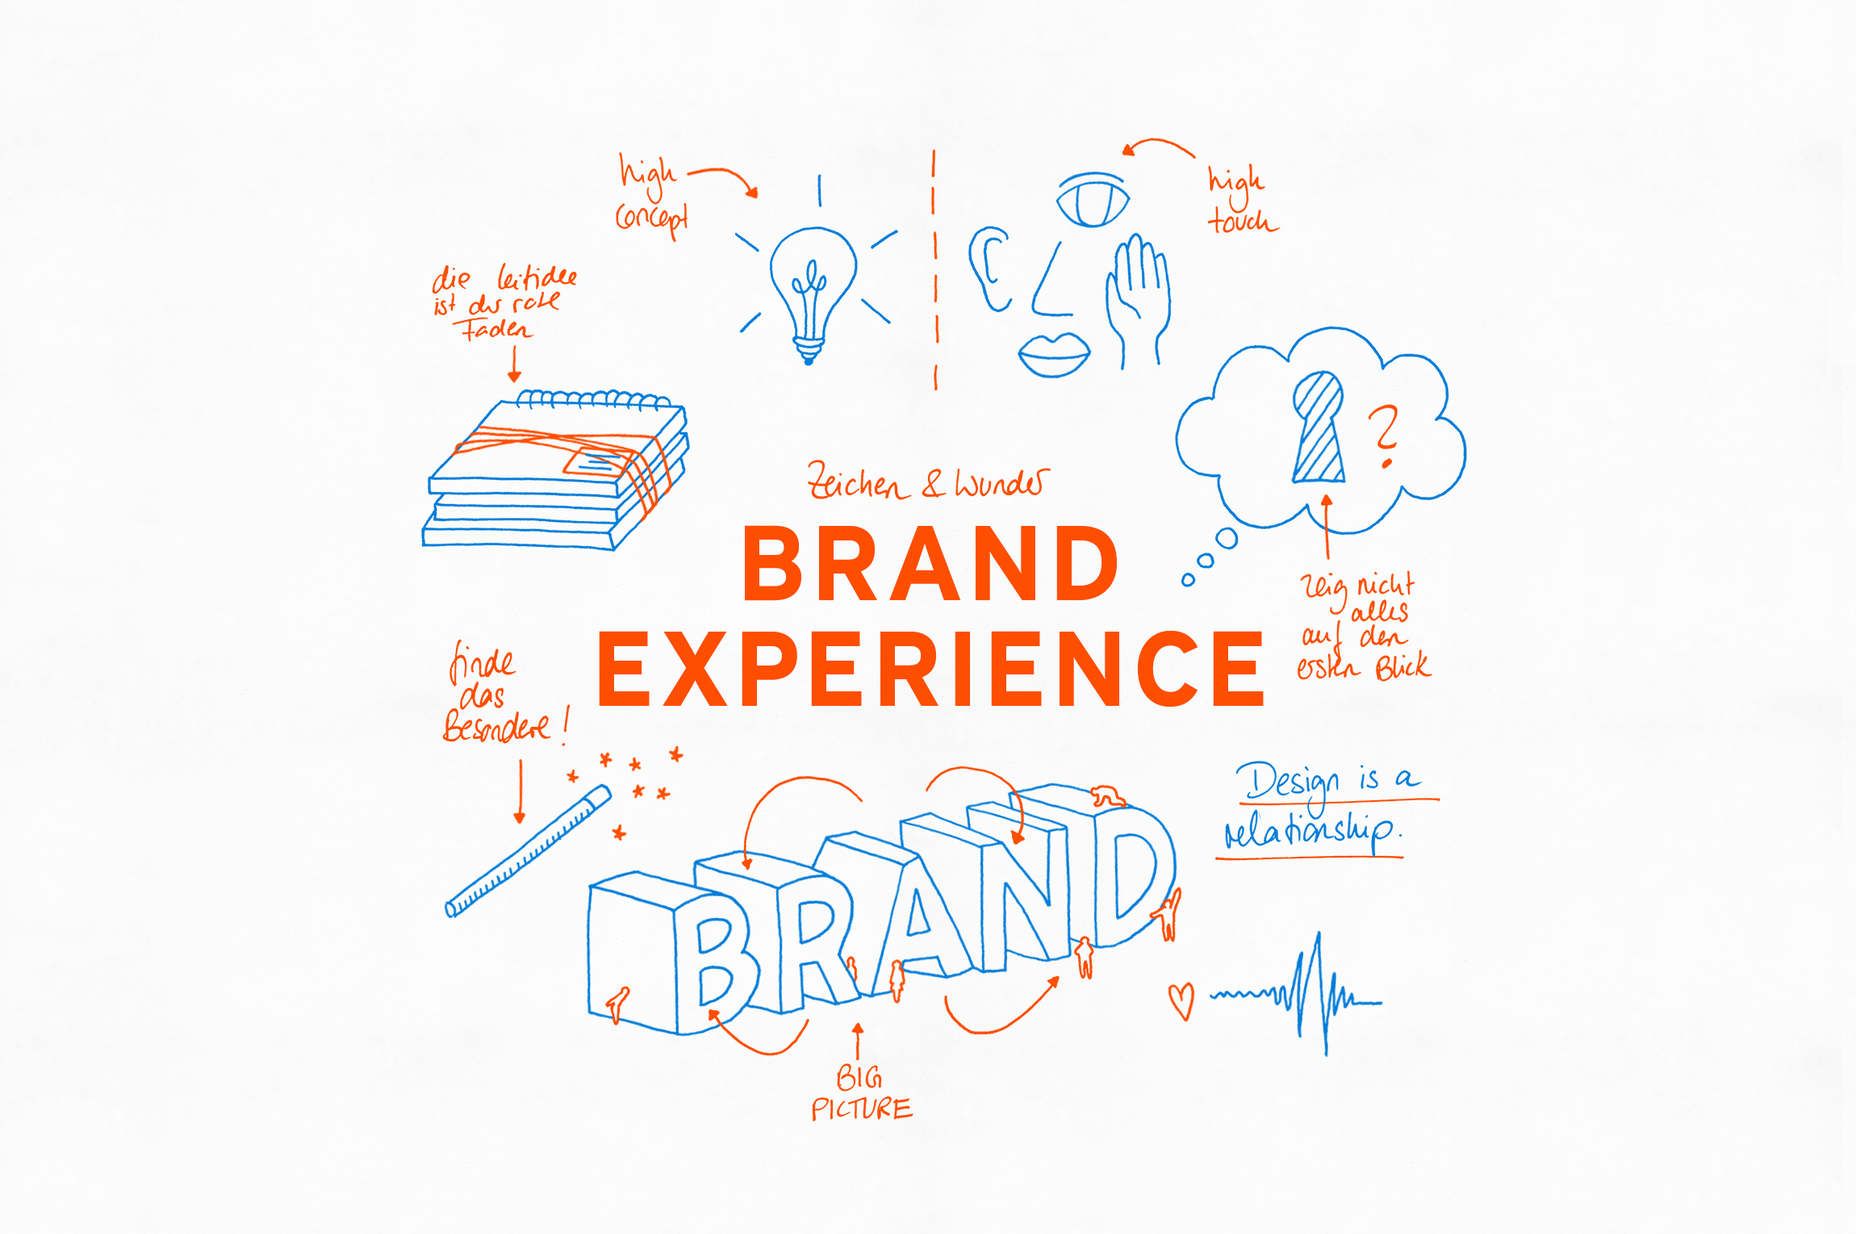 high
concept
high
touch
die leitidee
ist der rote
Faden
?
Zeichen & Wunder
BRAND
EXPERIENCE
zeig nicht
alles
auf den
ersten Blick
finde
das
Besondere!
Design is a
relationship.
BRAND
BIG
PICTURE